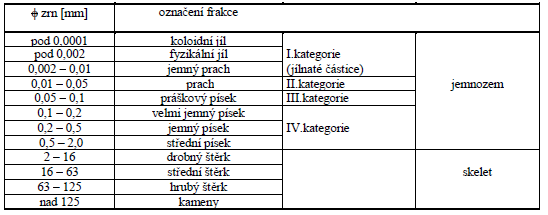 ϕ zrn [mm] označení frakce
pod 0,0001 koloidní jíl
pod 0,002 fyzikální jíl I.kategorie
0,002 – 0,01 jemný prach (jílnaté částice)
0,01 – 0,05 prach II.kategorie jemnozem
0,05 – 0,1 práškový písek III.kategorie
0,1 – 0,2 velmi jemný písek
0,2 – 0,5 jemný písek IV.kategorie
0,5 – 2,0 střední písek
2 – 16 drobný štěrk
16 – 63 střední štěrk skelet
63 – 125 hrubý štěrk
nad 125 kameny